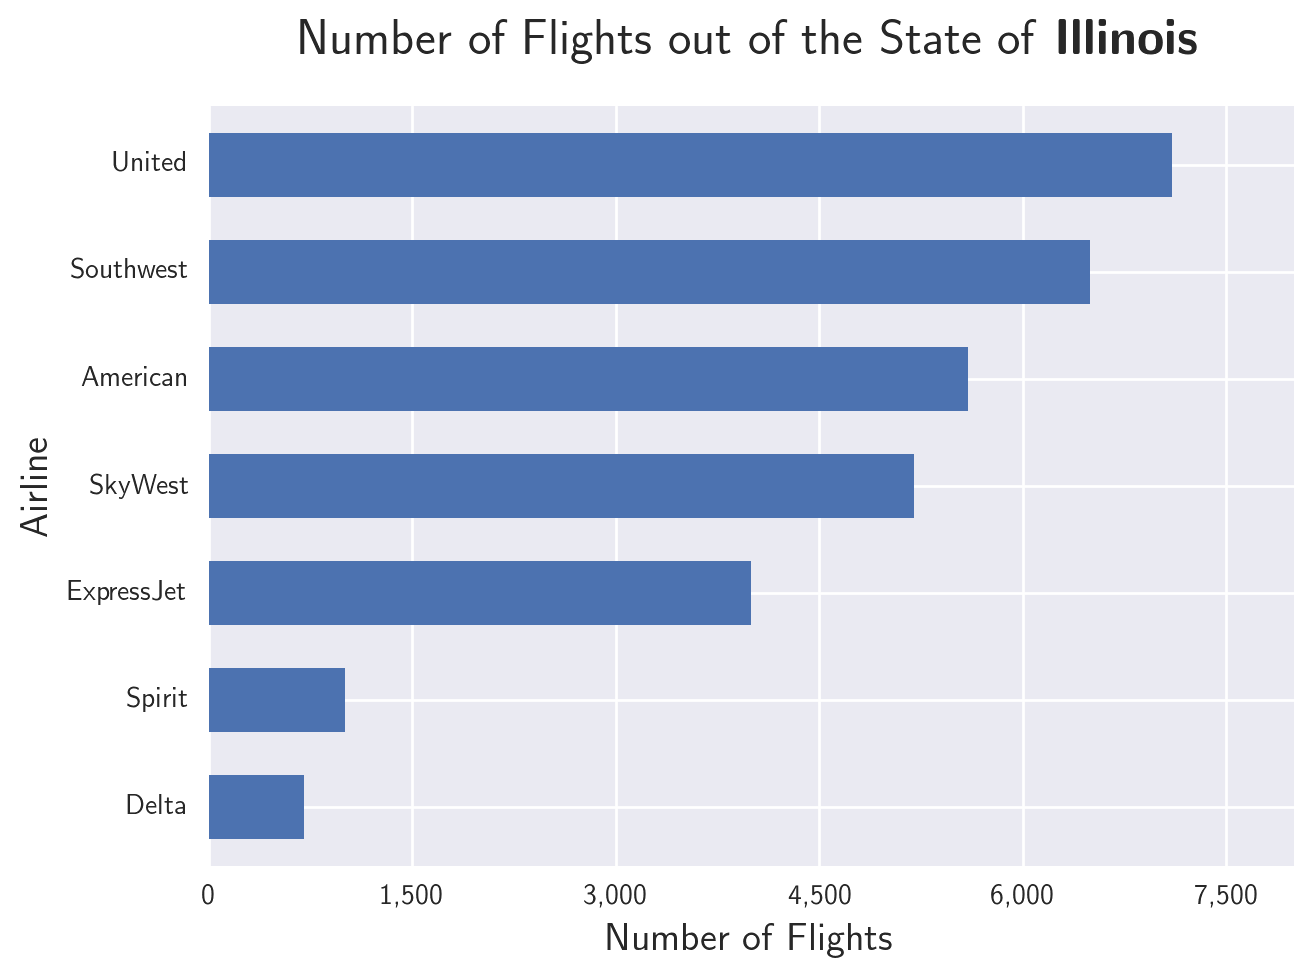 Number of Flights out of the State of Illinois
United
Southwest
American
SkyWest
ExpressJet
Spirit
Delta
Airline
0 1,500 3,000 4,500 6,000 7,500
Number of Flights